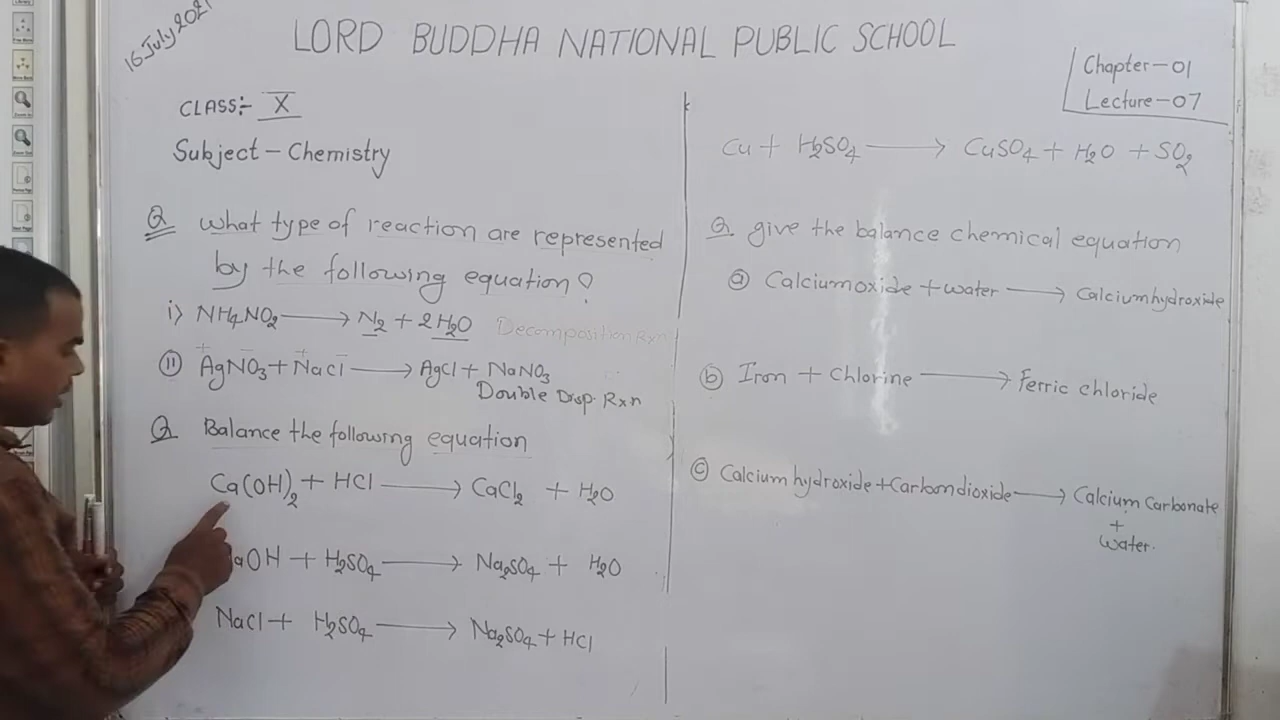 16 July 2021
LORD BUDDHA NATIONAL PUBLIC SCHOOL
Chapter-01
Lecture-07
CLASS:- X
Subject - Chemistry
Q What type of reaction are represented
by the following equation?
i) NH4NO2 → N2 + 2H2O Decomposition Rxn
(ii) AgNO3 + NaCl → AgCl + NaNO3
+ - + -
Double Disp. Rxn
Q Balance the following equation
Ca(OH)2 + HCl → CaCl2 + H2O
aOH + H2SO4 → Na2SO4 + H2O
NaCl + H2SO4 → Na2SO4 + HCl
Cu + H2SO4 → CuSO4 + H2O + SO2
Q. give the balance chemical equation
(a) Calciumoxide + water → Calciumhydroxide
(b) Iron + Chlorine → Ferric chloride
(c) Calcium hydroxide + Carbondioxide → Calcium Carbonate
+
Water.